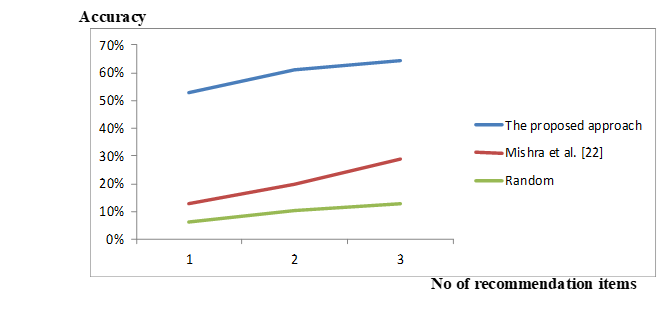 Accuracy
70%
60%
50%
40%
30%
20%
10%
0%
1 2 3
The proposed approach
Mishra et al. [22]
Random
No of recommendation items